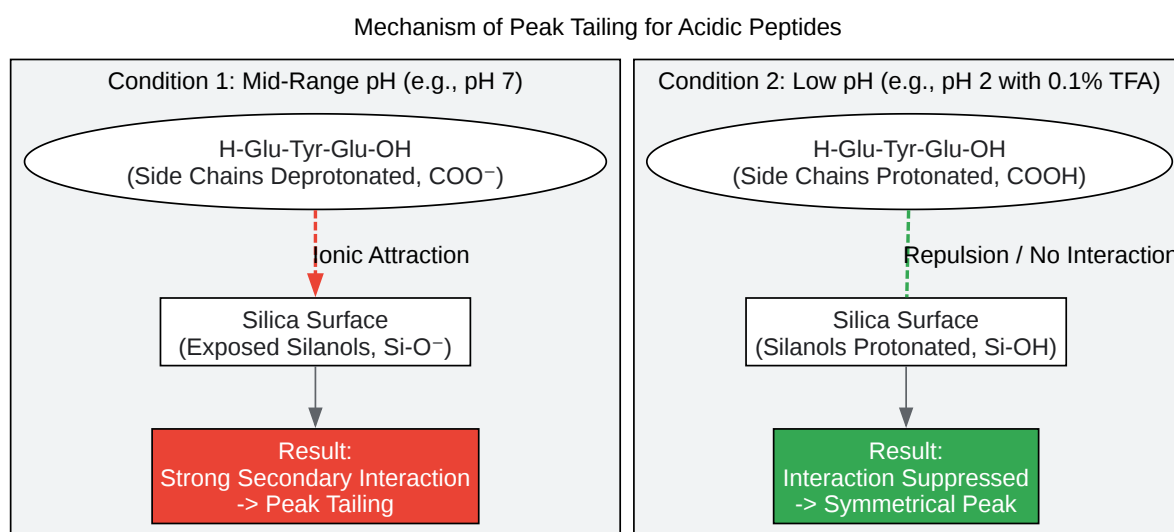 Mechanism of Peak Tailing for Acidic Peptides
Condition 1: Mid-Range pH (e.g., pH 7)
H-Glu-Tyr-Glu-OH
(Side Chains Deprotonated, COO⁻)
Ionic Attraction
Silica Surface
(Exposed Silanols, Si-O⁻)
Result:
Strong Secondary Interaction
-> Peak Tailing
Condition 2: Low pH (e.g., pH 2 with 0.1% TFA)
H-Glu-Tyr-Glu-OH
(Side Chains Protonated, COOH)
Repulsion / No Interaction
Silica Surface
(Silanols Protonated, Si-OH)
Result:
Interaction Suppressed
-> Symmetrical Peak